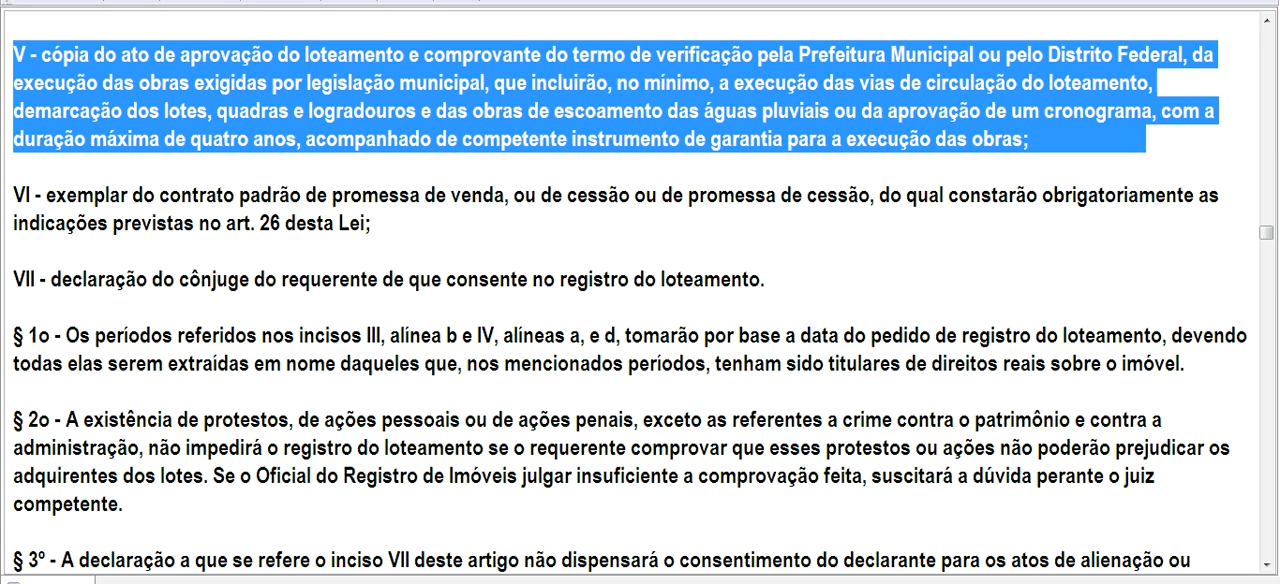 V - cópia do ato de aprovação do loteamento e comprovante do termo de verificação pela Prefeitura Municipal ou pelo Distrito Federal, da
execução das obras exigidas por legislação municipal, que incluirão, no mínimo, a execução das vias de circulação do loteamento,
demarcação dos lotes, quadras e logradouros e das obras de escoamento das águas pluviais ou da aprovação de um cronograma, com a
duração máxima de quatro anos, acompanhado de competente instrumento de garantia para a execução das obras;
VI - exemplar do contrato padrão de promessa de venda, ou de cessão ou de promessa de cessão, do qual constarão obrigatoriamente as
indicações previstas no art. 26 desta Lei;
VII - declaração do cônjuge do requerente de que consente no registro do loteamento.
§ 1o - Os períodos referidos nos incisos III, alínea b e IV, alíneas a, e d, tomarão por base a data do pedido de registro do loteamento, devendo
todas elas serem extraídas em nome daqueles que, nos mencionados períodos, tenham sido titulares de direitos reais sobre o imóvel.
§ 2o - A existência de protestos, de ações pessoais ou de ações penais, exceto as referentes a crime contra o patrimônio e contra a
administração, não impedirá o registro do loteamento se o requerente comprovar que esses protestos ou ações não poderão prejudicar os
adquirentes dos lotes. Se o Oficial do Registro de Imóveis julgar insuficiente a comprovação feita, suscitará a dúvida perante o juiz
competente.
§ 3º - A declaração a que se refere o inciso VII deste artigo não dispensará o consentimento do declarante para os atos de alienação ou